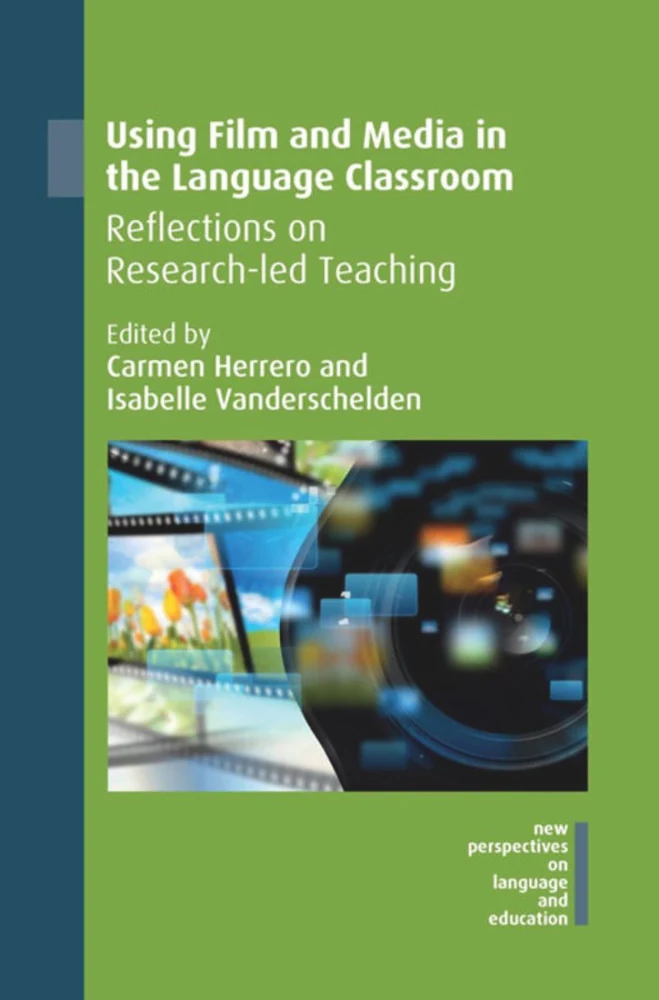 Using Film and Media in
the Language Classroom
Reflections on
Research-led Teaching
Edited by
Carmen Herrero and
Isabelle Vanderschelden
new
perspectives
on
language
and
education